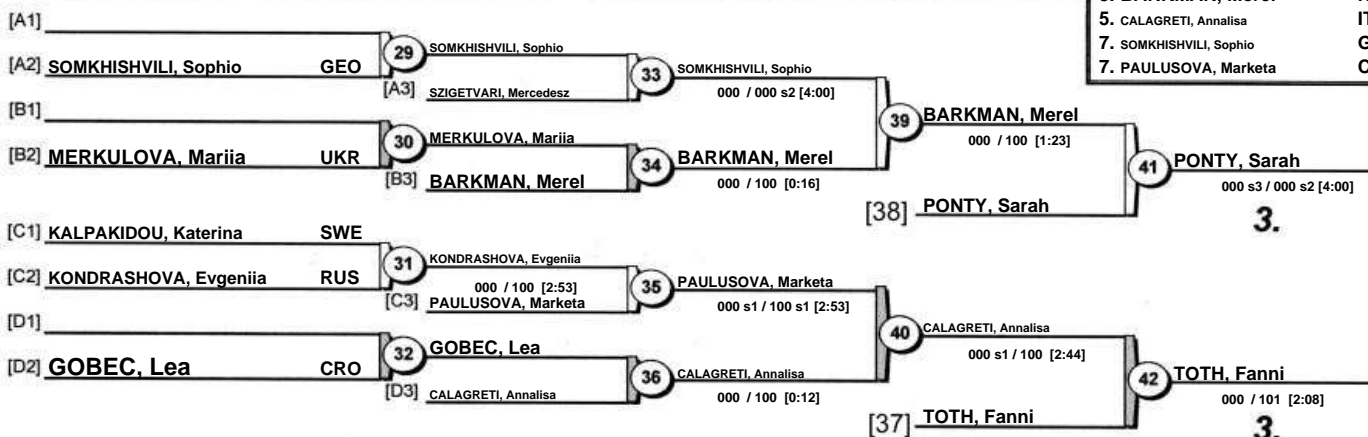 5. CALAGRETI, Annalisa
7. SOMKHISHVILI, Sophio
7. PAULUSOVA, Marketa
[A1]
[A2] SOMKHISHVILI, Sophio GEO
29
SOMKHISHVILI, Sophio
[A3] SZIGETVARI, Mercedesz
33
SOMKHISHVILI, Sophio
000 / 000 s2 [4:00]
[B1]
[B2] MERKULOVA, Mariia UKR
30
MERKULOVA, Mariia
[B3] BARKMAN, Merel
34
BARKMAN, Merel
000 / 100 [0:16]
39
BARKMAN, Merel
000 / 100 [1:23]
[38] PONTY, Sarah
41
PONTY, Sarah
000 s3 / 000 s2 [4:00]
3.
[C1] KALPAKIDOU, Katerina SWE
[C2] KONDRASHOVA, Evgeniia RUS
31
KONDRASHOVA, Evgeniia
000 / 100 [2:53]
[C3] PAULUSOVA, Marketa
35
PAULUSOVA, Marketa
000 s1 / 100 s1 [2:53]
[D1]
[D2] GOBEC, Lea CRO
32
GOBEC, Lea
[D3] CALAGRETI, Annalisa
36
CALAGRETI, Annalisa
000 / 100 [0:12]
40
CALAGRETI, Annalisa
000 s1 / 100 [2:44]
[37] TOTH, Fanni
42
TOTH, Fanni
000 / 101 [2:08]
3.